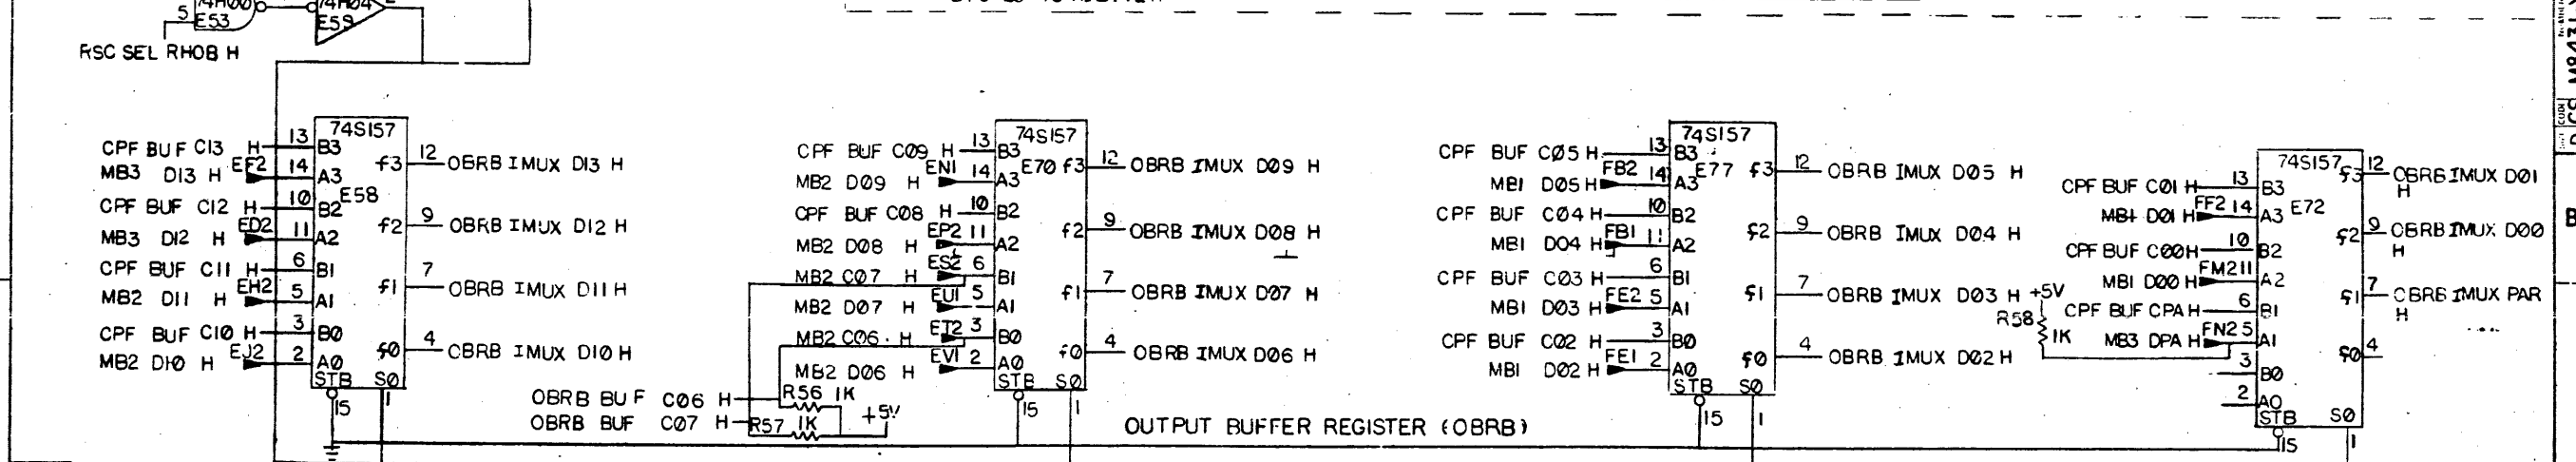 74H00
74H04
5
E53
E59
RSC SEL RHOB H
74S157
CPF BUF C13 H 13 B3
MB3 D13 H EF2 14 A3
f3 12 OBRB IMUX D13 H
E58
CPF BUF C12 H 10 B2
MB3 D12 H ED2 11 A2
f2 9 OBRB IMUX D12 H
CPF BUF C11 H 6 B1
MB2 D11 H EH2 5 A1
f1 7 OBRB IMUX D11 H
CPF BUF C10 H 3 B0
MB2 D10 H EJ2 2 A0
f0 4 OBRB IMUX D10 H
STB S0
15 1
74S157
CPF BUF C09 H 13 B3
MB2 D09 H EN1 14 A3
E70 f3 12 OBRB IMUX D09 H
CPF BUF C08 H 10 B2
MB2 D08 H EP2 11 A2
f2 9 OBRB IMUX D08 H
MB2 C07 H ES2 6 B1
MB2 D07 H EU1 5 A1
f1 7 OBRB IMUX D07 H
MB2 C06 H ET2 3 B0
MB2 D06 H EV1 2 A0
f0 4 OBRB IMUX D06 H
STB S0
15 1
OBRB BUF C06 H R56 1K
OBRB BUF C07 H R57 1K +5V
OUTPUT BUFFER REGISTER (OBRB)
74S157
CPF BUF C05 H 13 B3
MB1 D05 H FB2 14 A3
E77 f3 12 OBRB IMUX D05 H
CPF BUF C04 H 10 B2
MB1 D04 H FB1 11 A2
f2 9 OBRB IMUX D04 H
CPF BUF C03 H 6 B1
MB1 D03 H FE2 5 A1
f1 7 OBRB IMUX D03 H
CPF BUF C02 H 3 B0
MB1 D02 H FE1 2 A0
f0 4 OBRB IMUX D02 H
STB S0
15 1
+5V
R58
1K
74S157
CPF BUF C01 H 13 B3
MB1 D01 H FF2 14 A3
E72
f3 12 OBRB IMUX D01 H
CPF BUF C00 H 10 B2
MB1 D00 H FM2 11 A2
f2 9 OBRB IMUX D00 H
CPF BUF CPA H 6 B1
MB3 DPA H FN2 5 A1
f1 7 OBRB IMUX PAR H
3 B0
2 A0
f0 4
STB S0
15 1
B